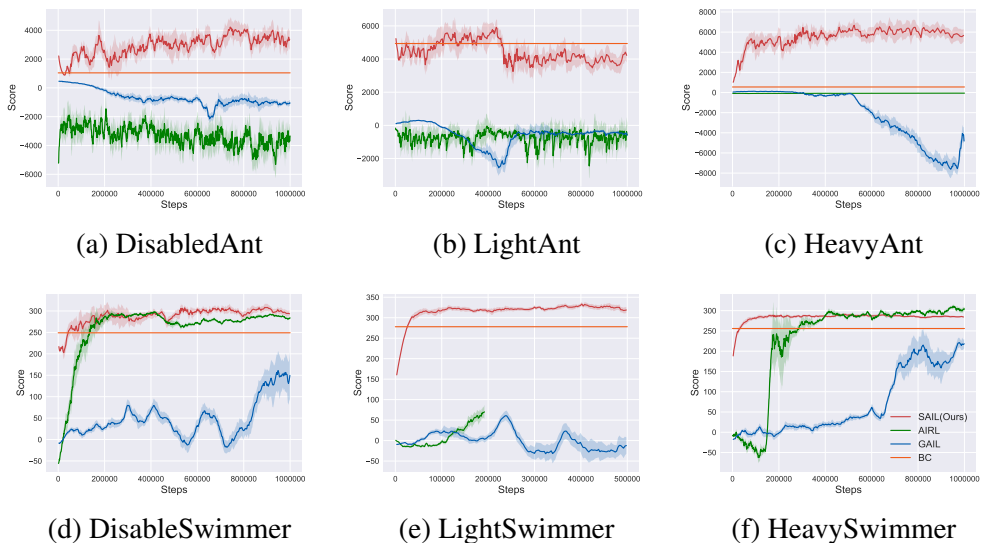 4000
2000
0
−2000
−4000
−6000
Score
0 200000 400000 600000 800000 1000000
Steps
(a) DisabledAnt
6000
4000
2000
0
−2000
Score
0 200000 400000 600000 800000 1000000
Steps
(b) LightAnt
8000
6000
4000
2000
0
−2000
−4000
−6000
−8000
Score
0 200000 400000 600000 800000 1000000
Steps
(c) HeavyAnt
300
250
200
150
100
50
0
−50
Score
0 200000 400000 600000 800000 1000000
Steps
(d) DisableSwimmer
350
300
250
200
150
100
50
0
−50
Score
0 100000 200000 300000 400000 500000
Steps
(e) LightSwimmer
350
300
250
200
150
100
50
0
−50
Score
0 200000 400000 600000 800000 1000000
Steps
SAIL(Ours)
AIRL
GAIL
BC
(f) HeavySwimmer